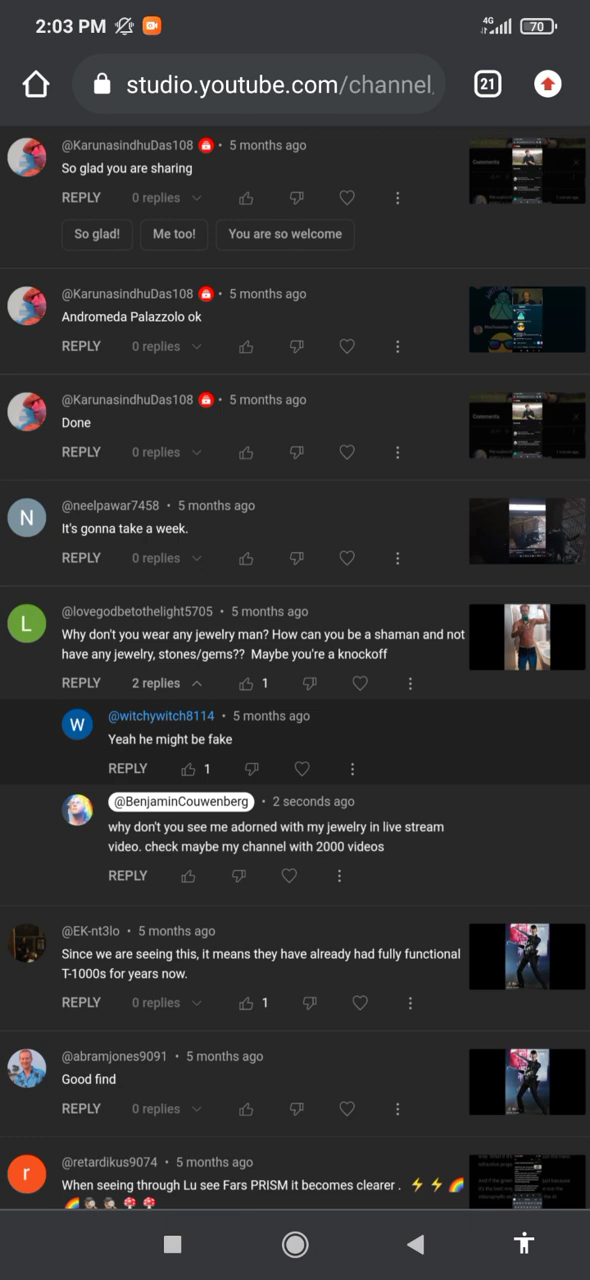 2:03 PM
4G
70
studio.youtube.com/channel
21
@KarunasindhuDas108 • 5 months ago
So glad you are sharing
REPLY 0 replies
So glad! Me too! You are so welcome
@KarunasindhuDas108 • 5 months ago
Andromeda Palazzolo ok
REPLY 0 replies
@KarunasindhuDas108 • 5 months ago
Done
REPLY 0 replies
Comments
N
@neelpawar7458 • 5 months ago
It's gonna take a week.
REPLY 0 replies
L
@lovegodbetothelight5705 • 5 months ago
Why don't you wear any jewelry man? How can you be a shaman and not
have any jewelry, stones/gems?? Maybe you're a knockoff
REPLY 2 replies 1
W
@witchywitch8114 • 5 months ago
Yeah he might be fake
REPLY 1
@BenjaminCouwenberg • 2 seconds ago
why don't you see me adorned with my jewelry in live stream
video. check maybe my channel with 2000 videos
REPLY
@EK-nt3lo • 5 months ago
Since we are seeing this, it means they have already had fully functional
T-1000s for years now.
REPLY 0 replies 1
@abramjones9091 • 5 months ago
Good find
REPLY 0 replies
r
@retardikus9074 • 5 months ago
When seeing through Lu see Fars PRISM it becomes clearer . ⚡⚡🌈
🌈🕵🏻🕵🏻🍄🍄